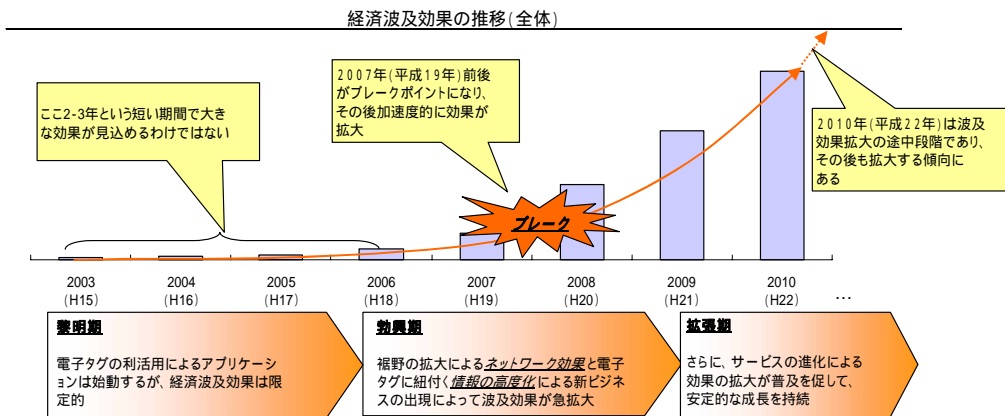 経済波及効果の推移(全体)
ここ2-3年という短い期間で大き
な効果が見込めるわけではない
2007年(平成19年)前後
がブレークポイントになり、
その後加速度的に効果が
拡大
2010年(平成22年)は波及
効果拡大の途中段階であり、
その後も拡大する傾向に
ある
ブレーク
2003 2004 2005 2006 2007 2008 2009 2010
(H15) (H16) (H17) (H18) (H19) (H20) (H21) (H22) …
黎明期
電子タグの利活用によるアプリケーシ
ョンは始動するが、経済波及効果は限
定的
勃興期
裾野の拡大によるネットワーク効果と電子
タグに紐付く情報の高度化による新ビジネ
スの出現によって波及効果が急拡大
拡張期
さらに、サービスの進化による
効果の拡大が普及を促して、
安定的な成長を持続